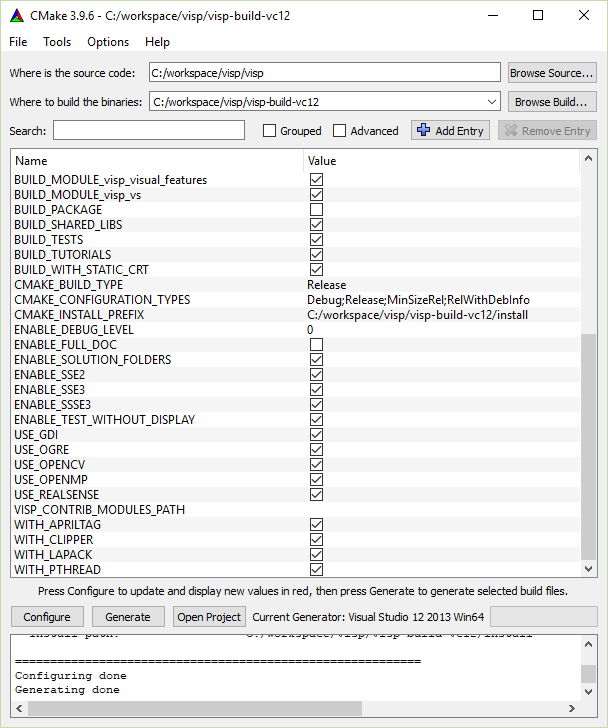 CMake 3.9.6 - C:/workspace/visp/visp-build-vc12
File Tools Options Help
Where is the source code: C:/workspace/visp/visp Browse Source...
Where to build the binaries: C:/workspace/visp/visp-build-vc12 Browse Build...
Search: Grouped Advanced Add Entry Remove Entry
Name Value
BUILD_MODULE_visp_visual_features
BUILD_MODULE_visp_vs
BUILD_PACKAGE
BUILD_SHARED_LIBS
BUILD_TESTS
BUILD_TUTORIALS
BUILD_WITH_STATIC_CRT
CMAKE_BUILD_TYPE Release
CMAKE_CONFIGURATION_TYPES Debug;Release;MinSizeRel;RelWithDebInfo
CMAKE_INSTALL_PREFIX C:/workspace/visp/visp-build-vc12/install
ENABLE_DEBUG_LEVEL 0
ENABLE_FULL_DOC
ENABLE_SOLUTION_FOLDERS
ENABLE_SSE2
ENABLE_SSE3
ENABLE_SSSE3
ENABLE_TEST_WITHOUT_DISPLAY
USE_GDI
USE_OGRE
USE_OPENCV
USE_OPENMP
USE_REALSENSE
VISP_CONTRIB_MODULES_PATH
WITH_APRILTAG
WITH_CLIPPER
WITH_LAPACK
WITH_PTHREAD
Press Configure to update and display new values in red, then press Generate to generate selected build files.
Configure Generate Open Project Current Generator: Visual Studio 12 2013 Win64
Install path: C:/workspace/visp/visp-build-vc12/install
==========================================================
Configuring done
Generating done